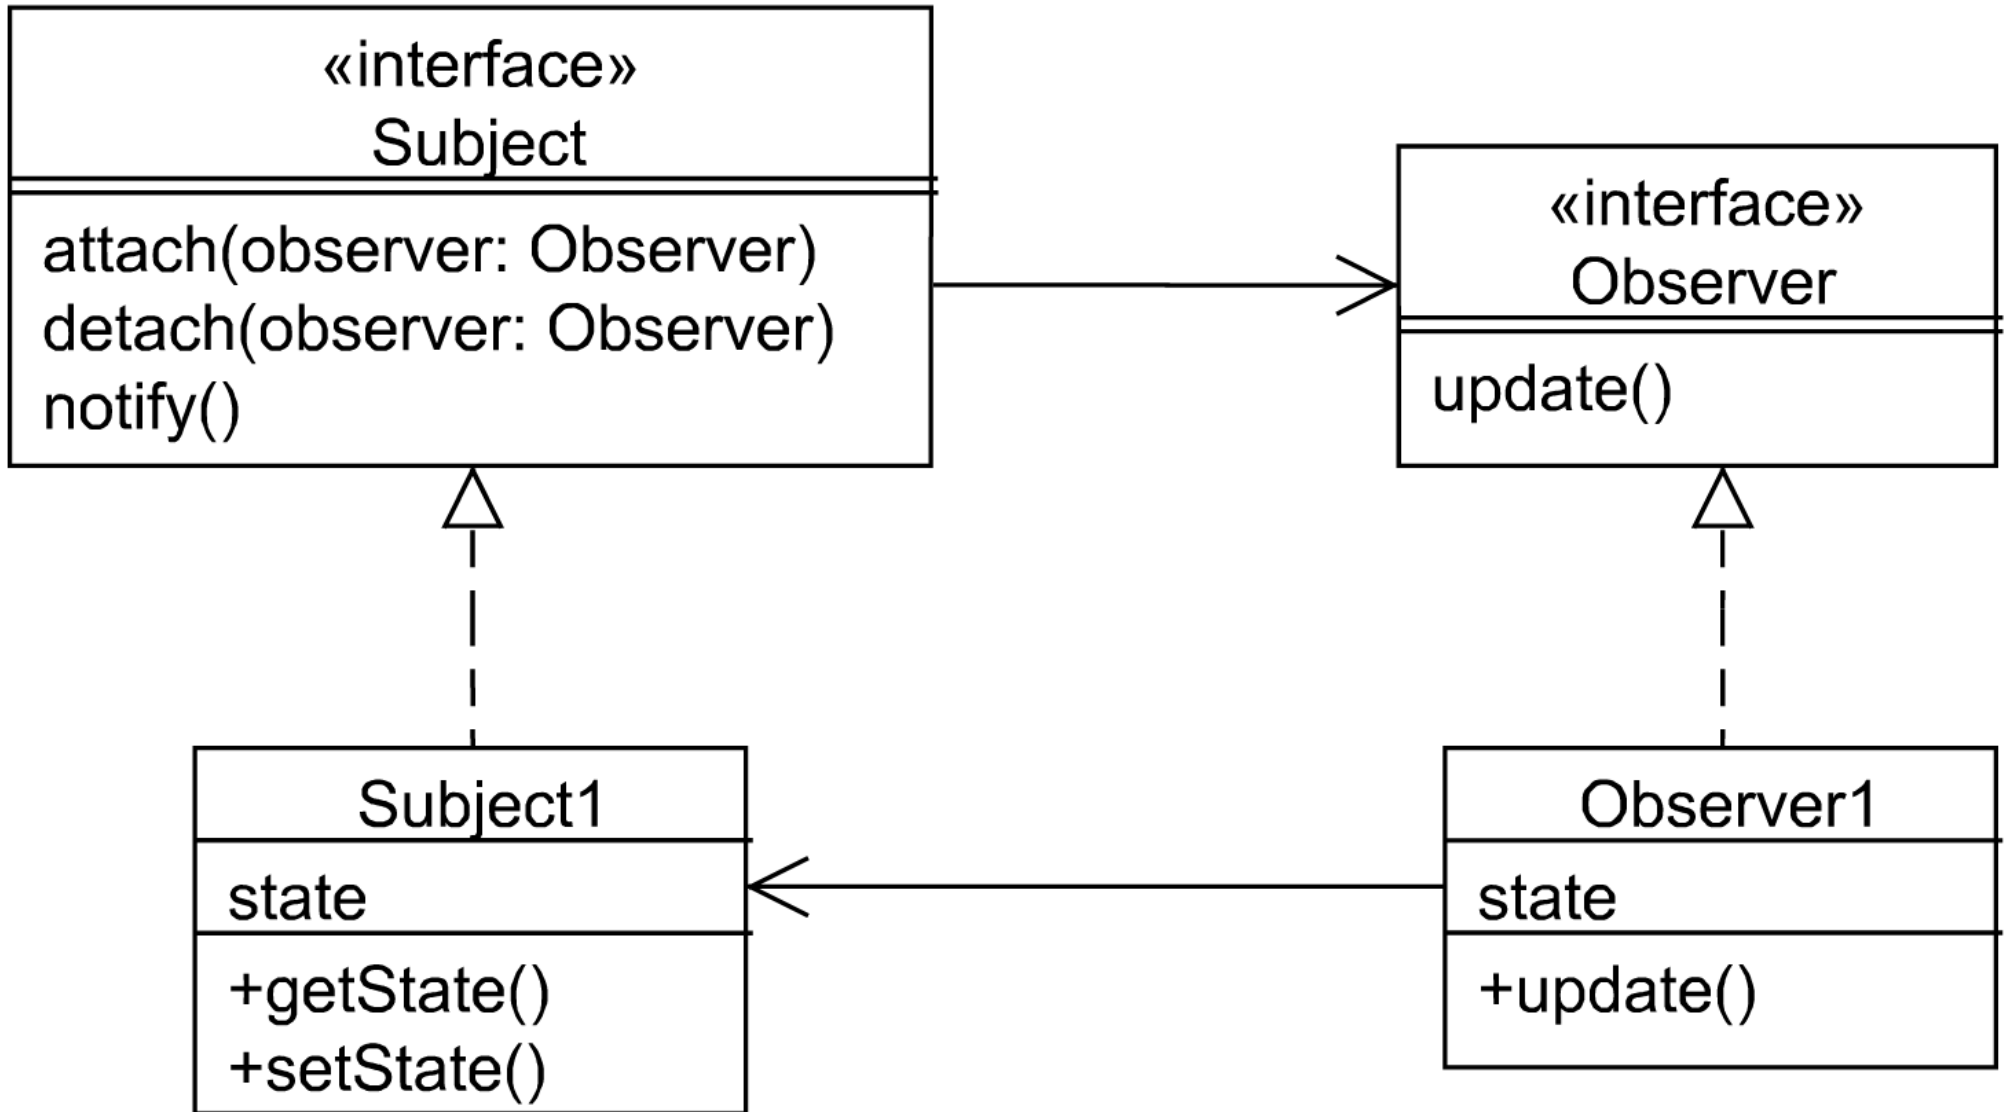 «interface»
Subject
attach(observer: Observer)
detach(observer: Observer)
notify()
«interface»
Observer
update()
Subject1
state
+getState()
+setState()
Observer1
state
+update()